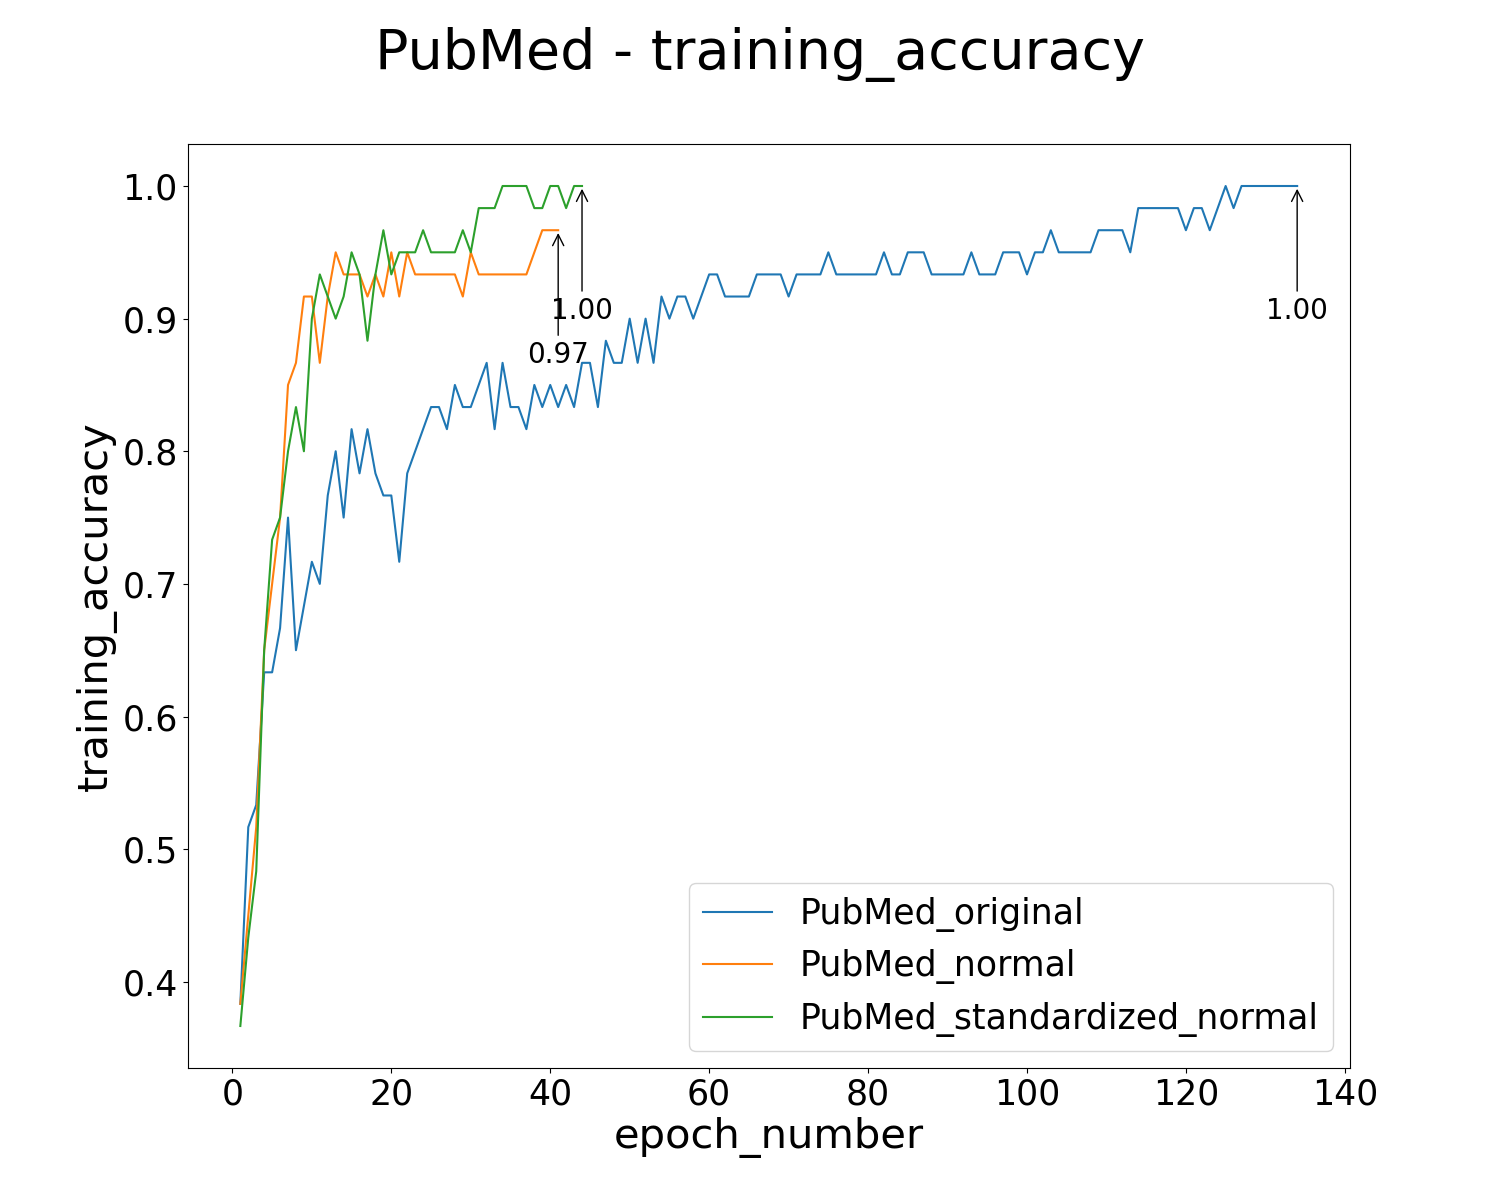 PubMed - training_accuracy
1.0
0.9
0.8
0.7
0.6
0.5
0.4
training_accuracy
1.00
0.97
1.00
PubMed_original
PubMed_normal
PubMed_standardized_normal
0 20 40 60 80 100 120 140
epoch_number